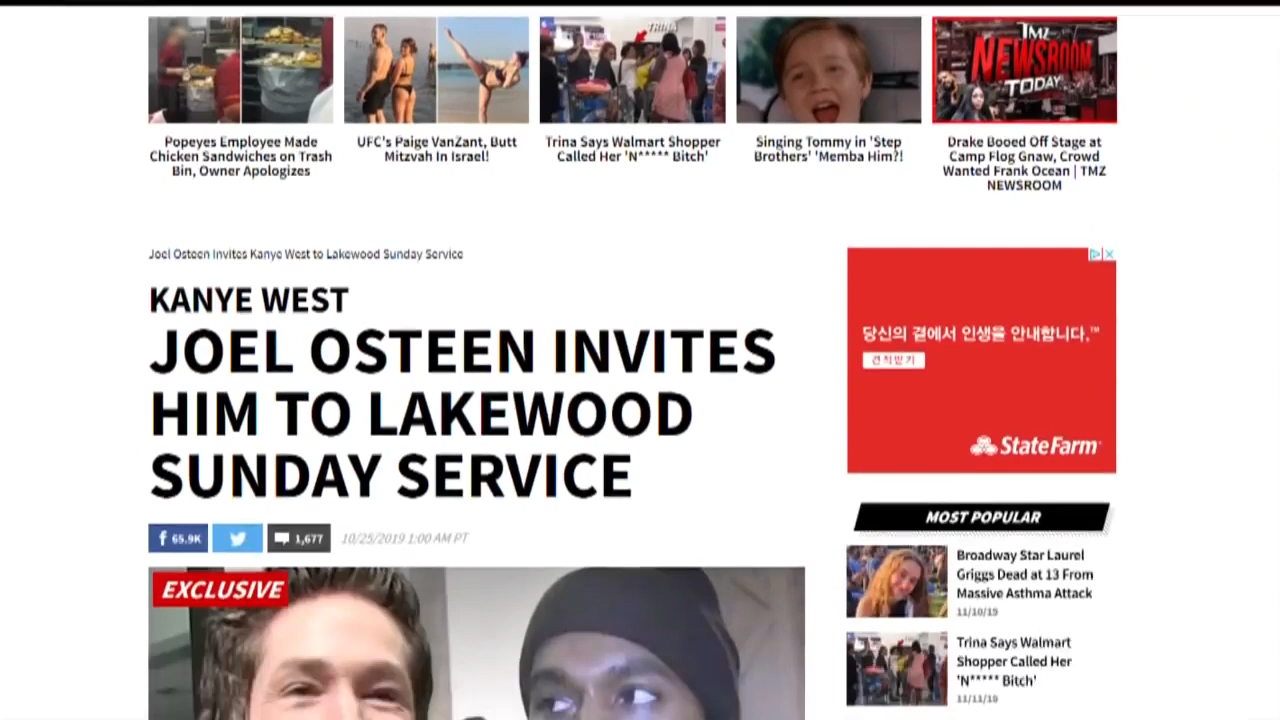 TRINA
TMZ
NEWSROOM
TODAY
Popeyes Employee Made
Chicken Sandwiches on Trash
Bin, Owner Apologizes
UFC's Paige VanZant, Butt
Mitzvah In Israel!
Trina Says Walmart Shopper
Called Her 'N***** Bitch'
Singing Tommy in 'Step
Brothers' 'Memba Him?!
Drake Booed Off Stage at
Camp Flog Gnaw, Crowd
Wanted Frank Ocean | TMZ
NEWSROOM
Joel Osteen Invites Kanye West to Lakewood Sunday Service
KANYE WEST
JOEL OSTEEN INVITES
HIM TO LAKEWOOD
SUNDAY SERVICE
65.9K
1,677
10/25/2019 1:00 AM PT
EXCLUSIVE
당신의 곁에서 인생을 안내합니다.™
견적받기
StateFarm
MOST POPULAR
Broadway Star Laurel
Griggs Dead at 13 From
Massive Asthma Attack
11/10/19
Trina Says Walmart
Shopper Called Her
'N***** Bitch'
11/11/19